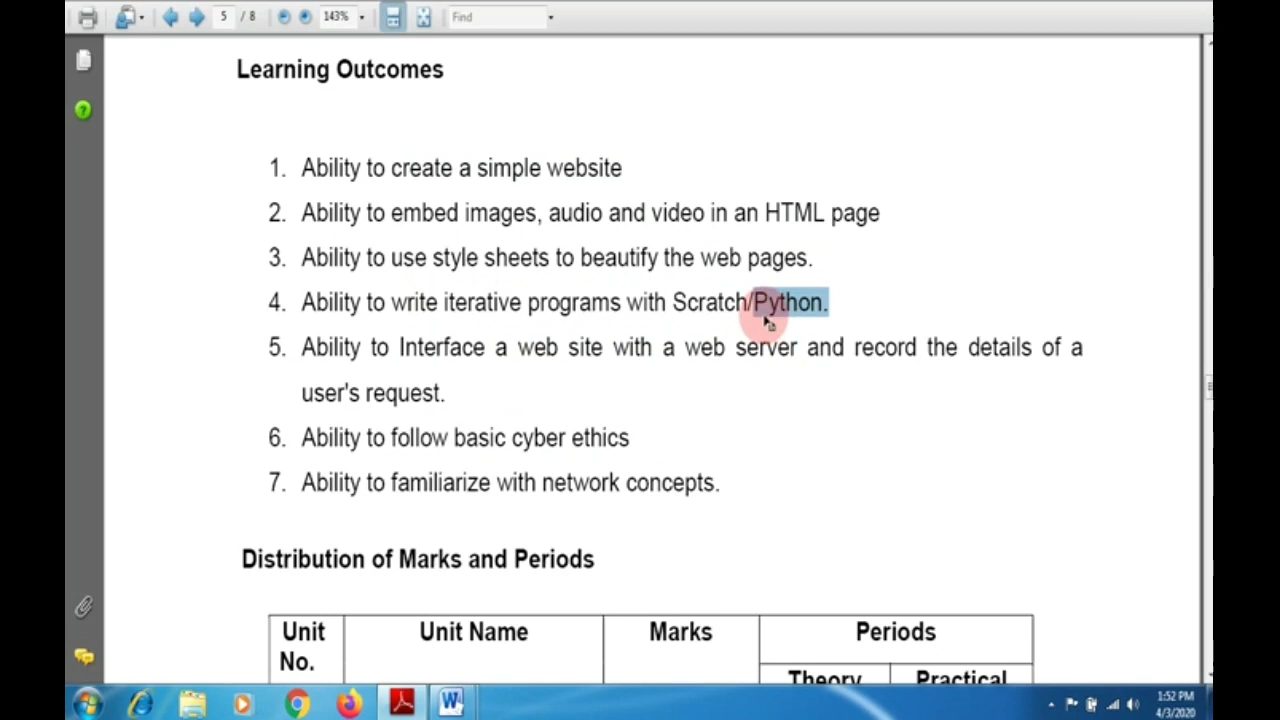 5 / 8 143% Find
Learning Outcomes
1. Ability to create a simple website
2. Ability to embed images, audio and video in an HTML page
3. Ability to use style sheets to beautify the web pages.
4. Ability to write iterative programs with Scratch/Python.
5. Ability to Interface a web site with a web server and record the details of a
user's request.
6. Ability to follow basic cyber ethics
7. Ability to familiarize with network concepts.
Distribution of Marks and Periods
Unit No. Unit Name Marks Periods
Theory Practical
1:52 PM
4/3/2020